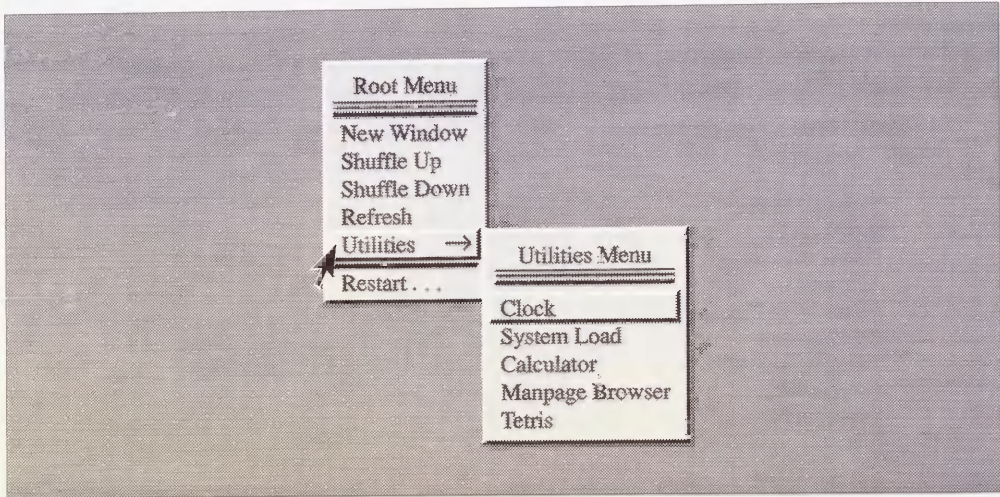 Root Menu
New Window
Shuffle Up
Shuffle Down
Refresh
Utilities →
Restart . . .
Utilities Menu
Clock
System Load
Calculator
Manpage Browser
Tetris